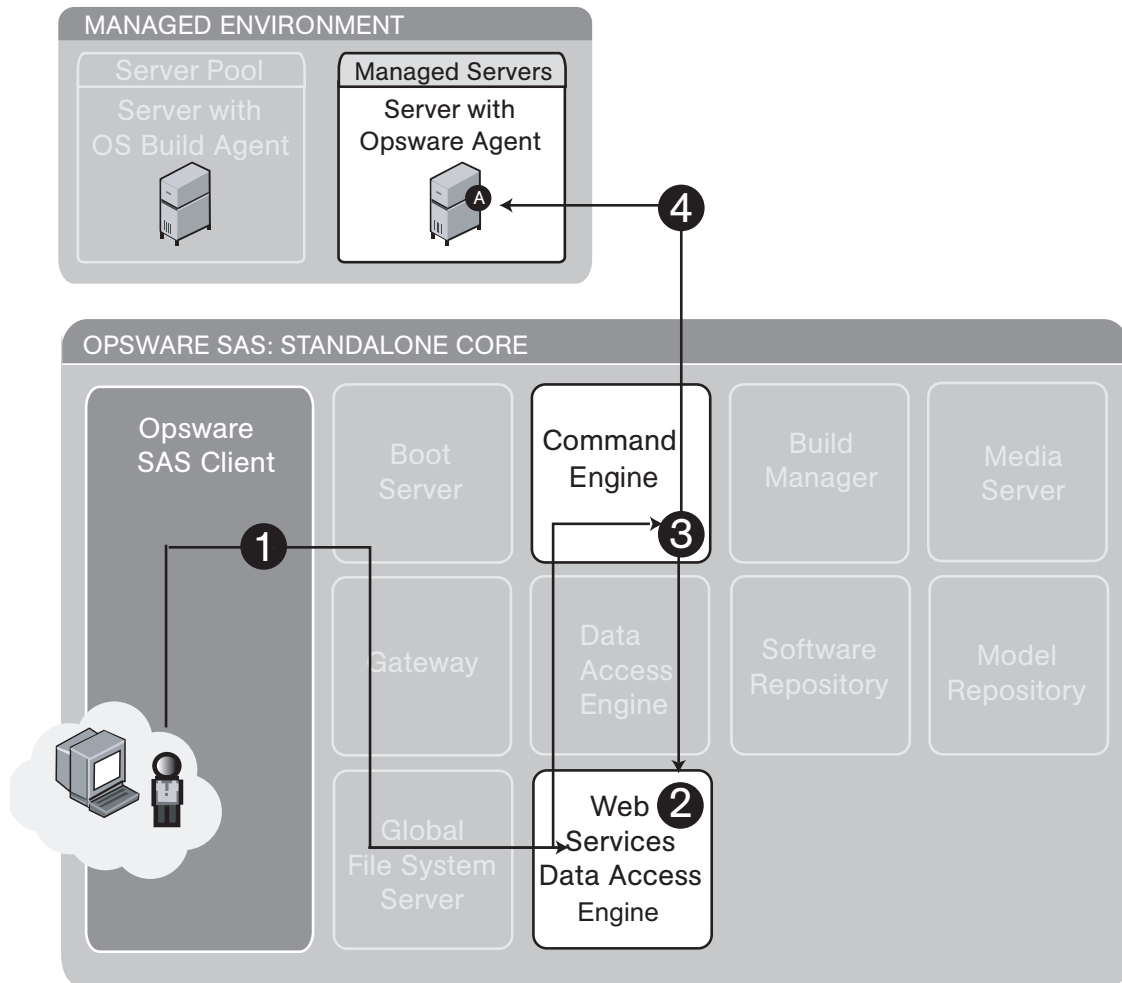 MANAGED ENVIRONMENT
Server Pool
Server with
OS Build Agent
Managed Servers
Server with
Opsware Agent
A
4
OPSWARE SAS: STANDALONE CORE
Opsware
SAS Client
1
Boot
Server
Command
Engine
3
Build
Manager
Media
Server
Gateway
Data
Access
Engine
Software
Repository
Model
Repository
Global
File System
Server
Web 2
Services
Data Access
Engine